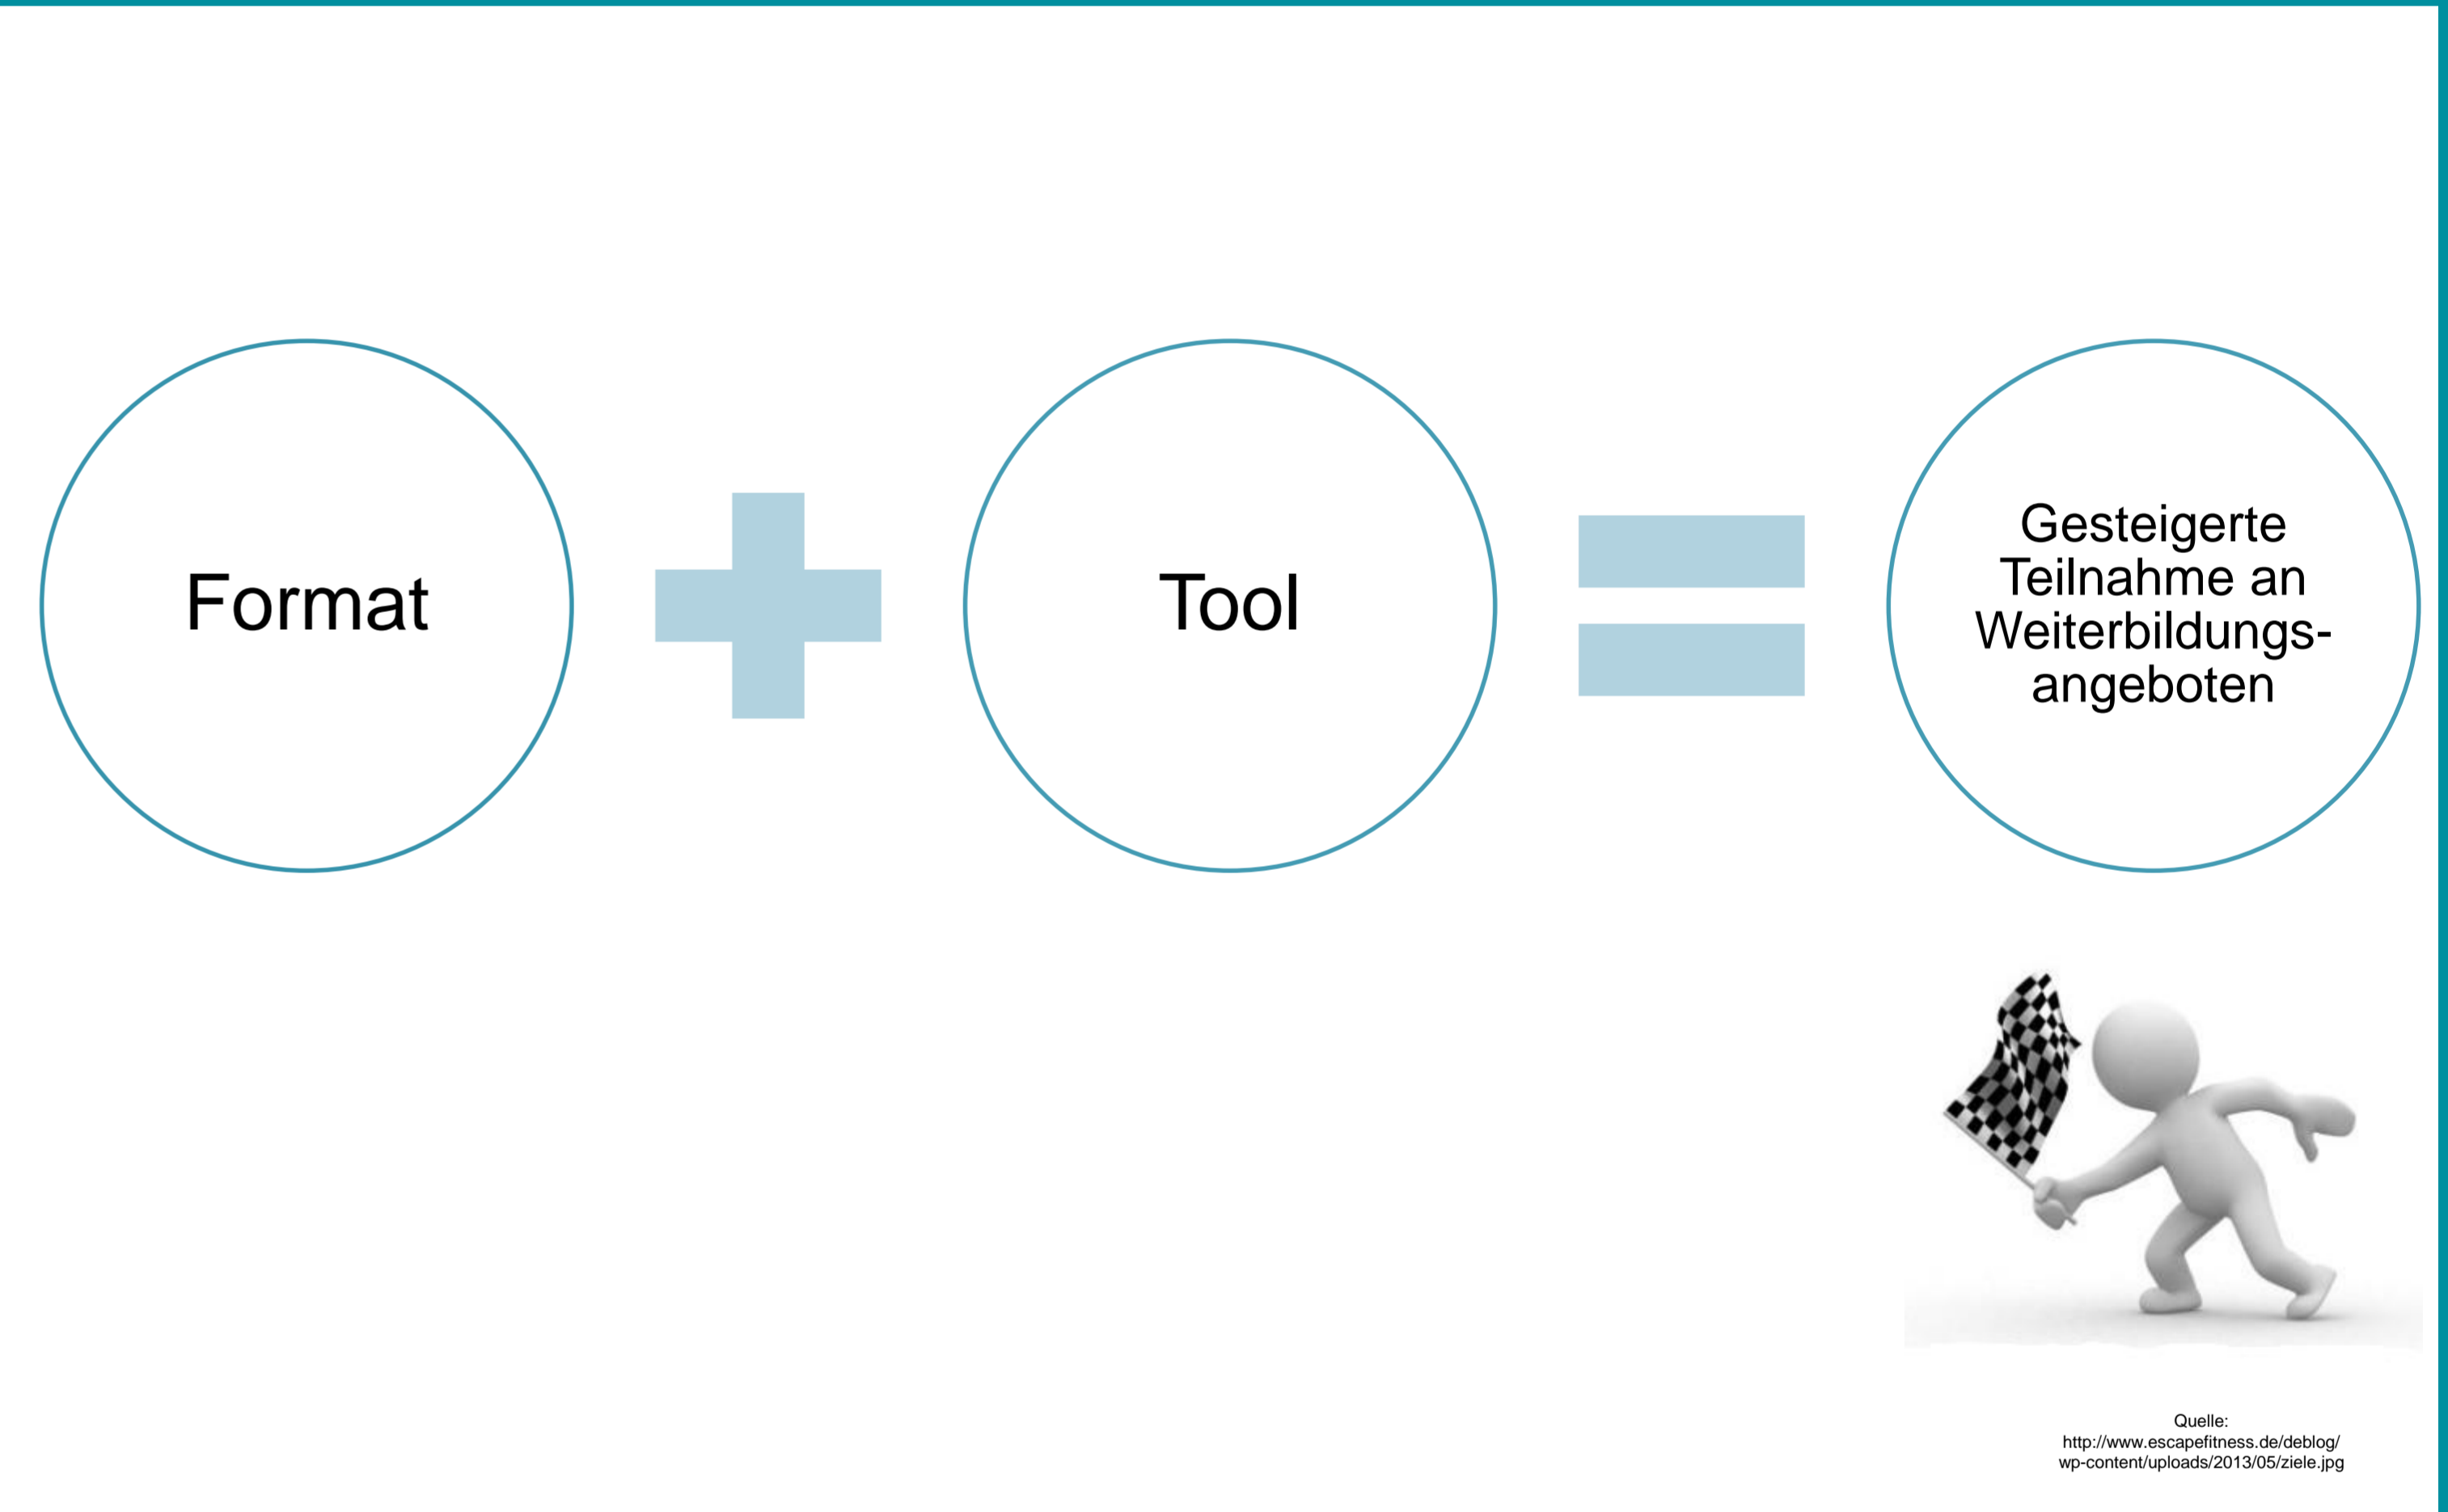 Format
Tool
Gesteigerte
Teilnahme an
Weiterbildungs-
angeboten
Quelle:
http://www.escapefitness.de/deblog/
wp-content/uploads/2013/05/ziele.jpg